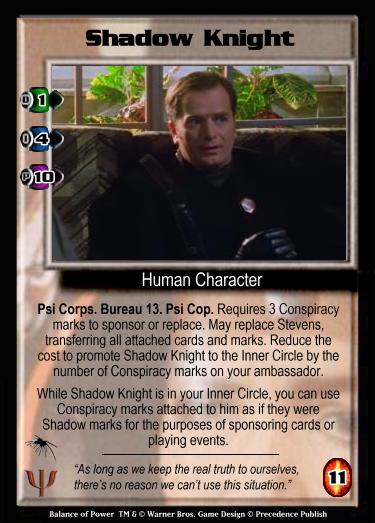 Shadow Knight
D 1
I 4
P 10
Human Character
Psi Corps. Bureau 13. Psi Cop. Requires 3 Conspiracy
marks to sponsor or replace. May replace Stevens,
transferring all attached cards and marks. Reduce the
cost to promote Shadow Knight to the Inner Circle by the
number of Conspiracy marks on your ambassador.
While Shadow Knight is in your Inner Circle, you can use
Conspiracy marks attached to him as if they were
Shadow marks for the purposes of sponsoring cards or
playing events.
“As long as we keep the real truth to ourselves,
there's no reason we can't use this situation.”
11
Balance of Power TM & © Warner Bros. Game Design © Precedence Publish